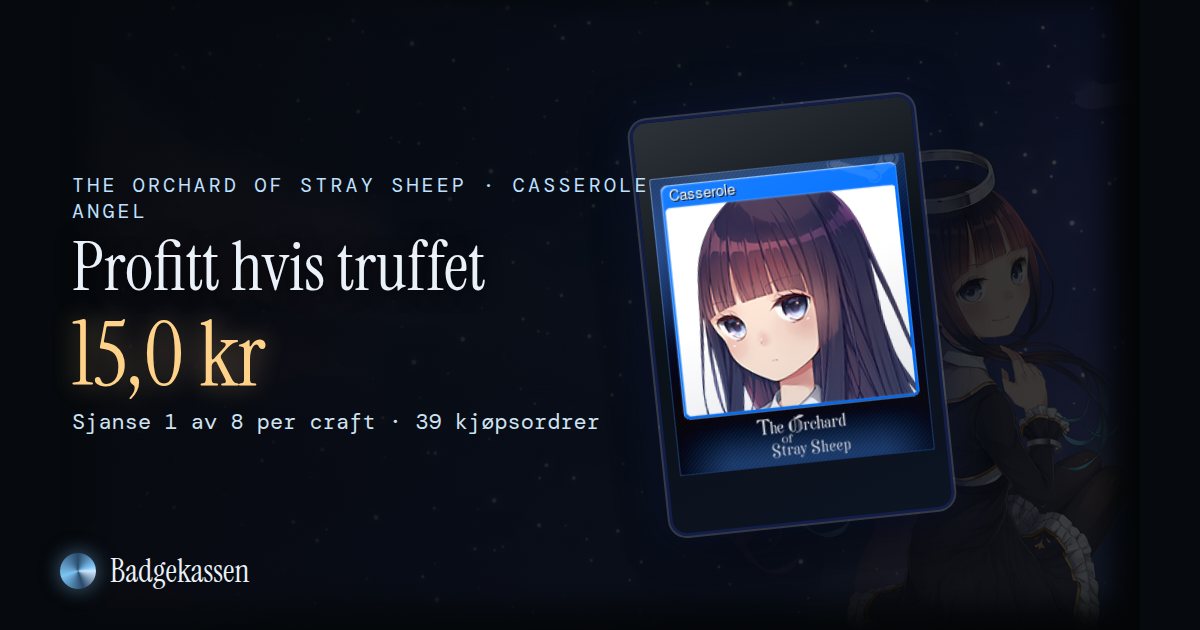 THE ORCHARD OF STRAY SHEEP · CASSEROLE
ANGEL
Profitt hvis truffet
15,0 kr
Sjanse 1 av 8 per craft · 39 kjøpsordrer
Casserole
The Orchard
of
Stray Sheep
Badgekassen